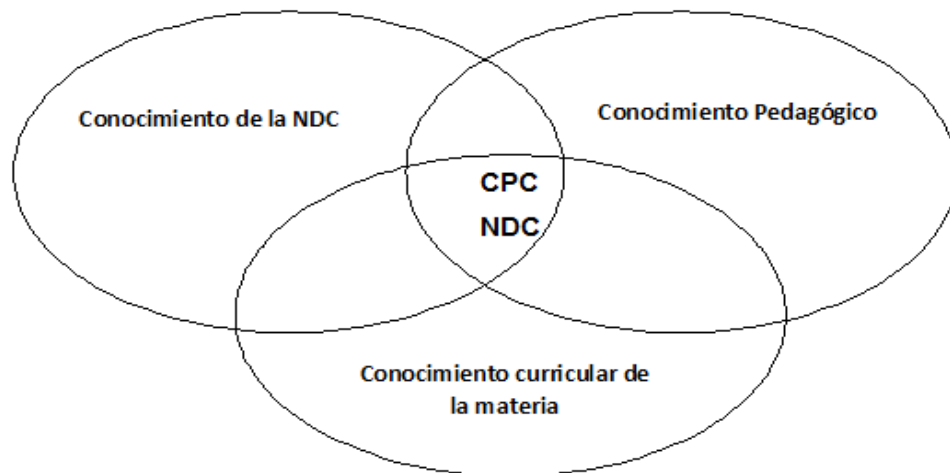 Conocimiento de la NDC
Conocimiento Pedagógico
CPC
NDC
Conocimiento curricular de
la materia